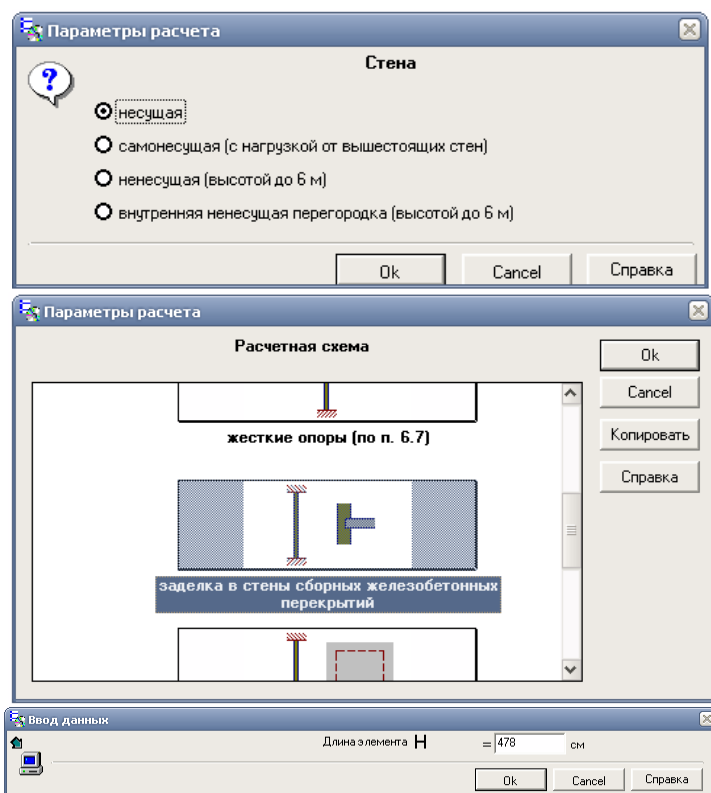 Параметры расчета
Стена
несущая
самонесущая (с нагрузкой от вышестоящих стен)
ненесущая (высотой до 6 м)
внутренняя ненесущая перегородка (высотой до 6 м)
Ok Cancel Справка
Параметры расчета
Расчетная схема
Ok
Cancel
Копировать
Справка
жесткие опоры (по п. 6.7)
заделка в стены сборных железобетонных
перекрытий
Ввод данных
Длина элемента H = 478 см
Ok Cancel Справка